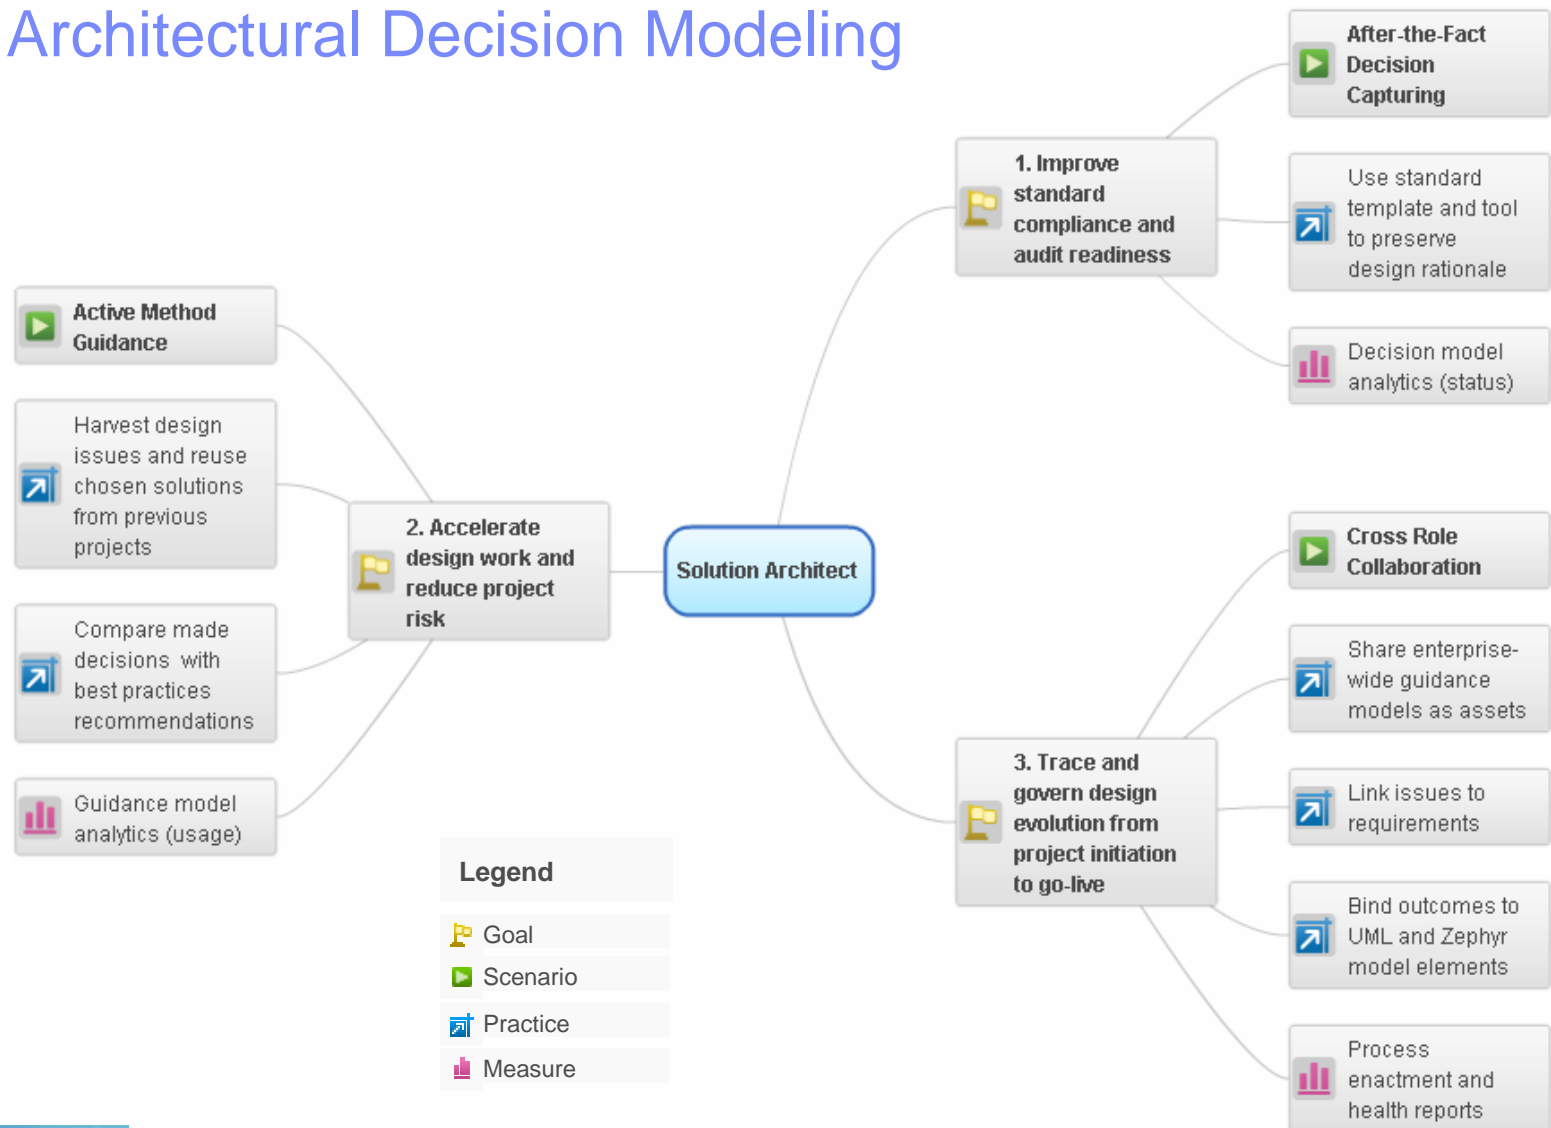 Architectural Decision Modeling
After-the-Fact
Decision
Capturing
1. Improve
standard
compliance and
audit readiness
Use standard
template and tool
to preserve
design rationale
Decision model
analytics (status)
Active Method
Guidance
Harvest design
issues and reuse
chosen solutions
from previous
projects
2. Accelerate
design work and
reduce project
risk
Compare made
decisions with
best practices
recommendations
Guidance model
analytics (usage)
Solution Architect
Cross Role
Collaboration
Share enterprise-
wide guidance
models as assets
3. Trace and
govern design
evolution from
project initiation
to go-live
Link issues to
requirements
Bind outcomes to
UML and Zephyr
model elements
Process
enactment and
health reports
Legend
Goal
Scenario
Practice
Measure